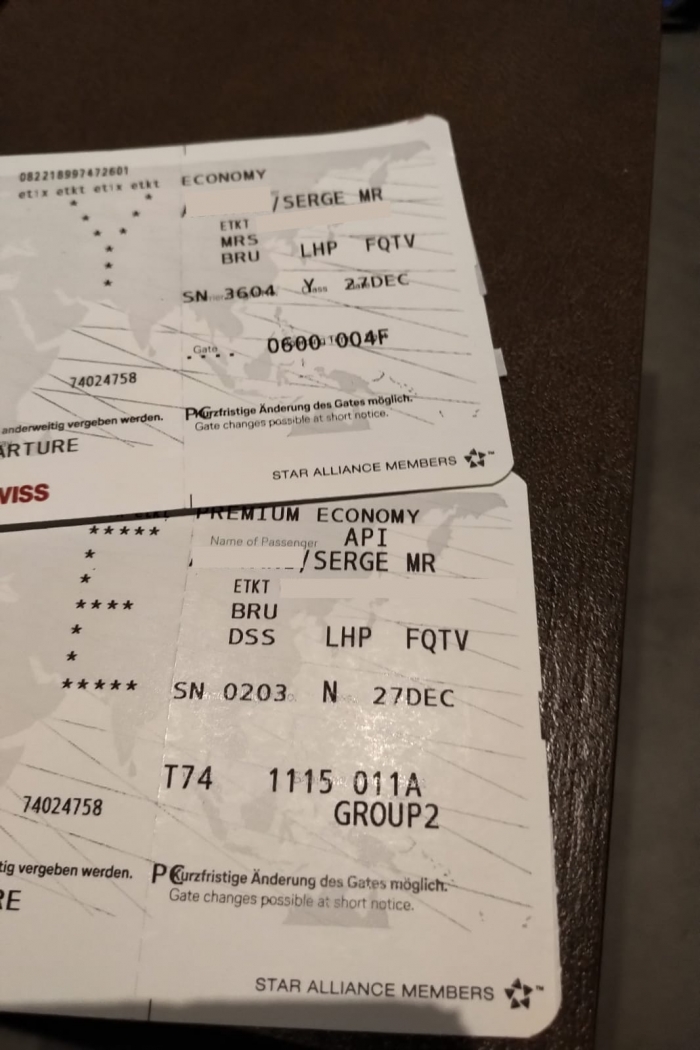 082218997472601
etix etkt etix etkt
ECONOMY
/SERGE MR
ETKT
MRS
BRU LHP FQTV
SN 3604 Y 27DEC
Gate
0600 004F
74024758
anderweitig vergeben werden.
Kurzfristige Änderung des Gates möglich.
Gate changes possible at short notice.
ARTURE
VISS
STAR ALLIANCE MEMBERS
PREMIUM ECONOMY
Name of Passenger API
/SERGE MR
ETKT
BRU
DSS LHP FQTV
SN 0203 N 27DEC
T74 1115 011A
GROUP2
74024758
tig vergeben werden.
Kurzfristige Änderung des Gates möglich.
Gate changes possible at short notice.
RE
STAR ALLIANCE MEMBERS